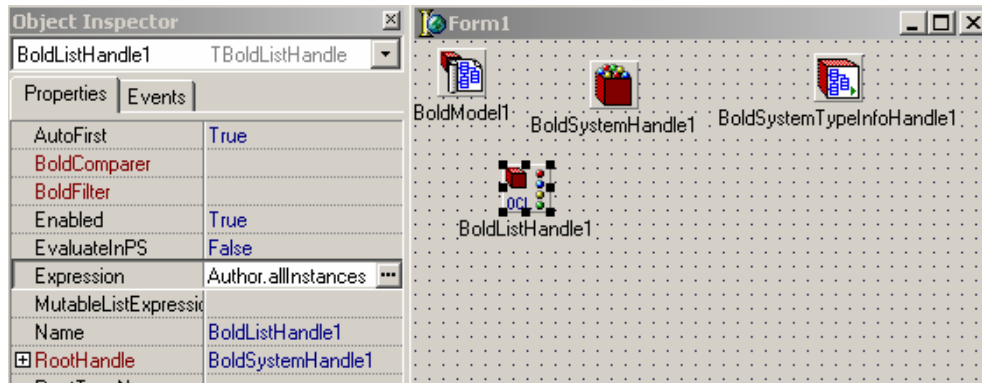 Object Inspector
BoldListHandle1 TBoldListHandle
Properties Events
AutoFirst True
BoldComparer
BoldFilter
Enabled True
EvaluateInPS False
Expression Author.allInstances ...
MutableListExpressio
Name BoldListHandle1
RootHandle BoldSystemHandle1
Form1
BoldModel1
BoldSystemHandle1
BoldSystemTypeInfoHandle1
OCL
BoldListHandle1